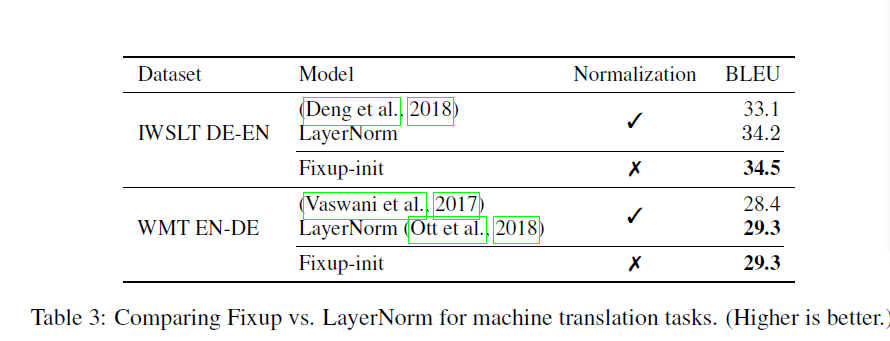 Dataset Model Normalization BLEU
(Deng et al., 2018) 33.1
IWSLT DE-EN LayerNorm ✓ 34.2
Fixup-init ✗ 34.5
(Vaswani et al., 2017) 28.4
WMT EN-DE LayerNorm (Ott et al., 2018) ✓ 29.3
Fixup-init ✗ 29.3
Table 3: Comparing Fixup vs. LayerNorm for machine translation tasks. (Higher is better.)